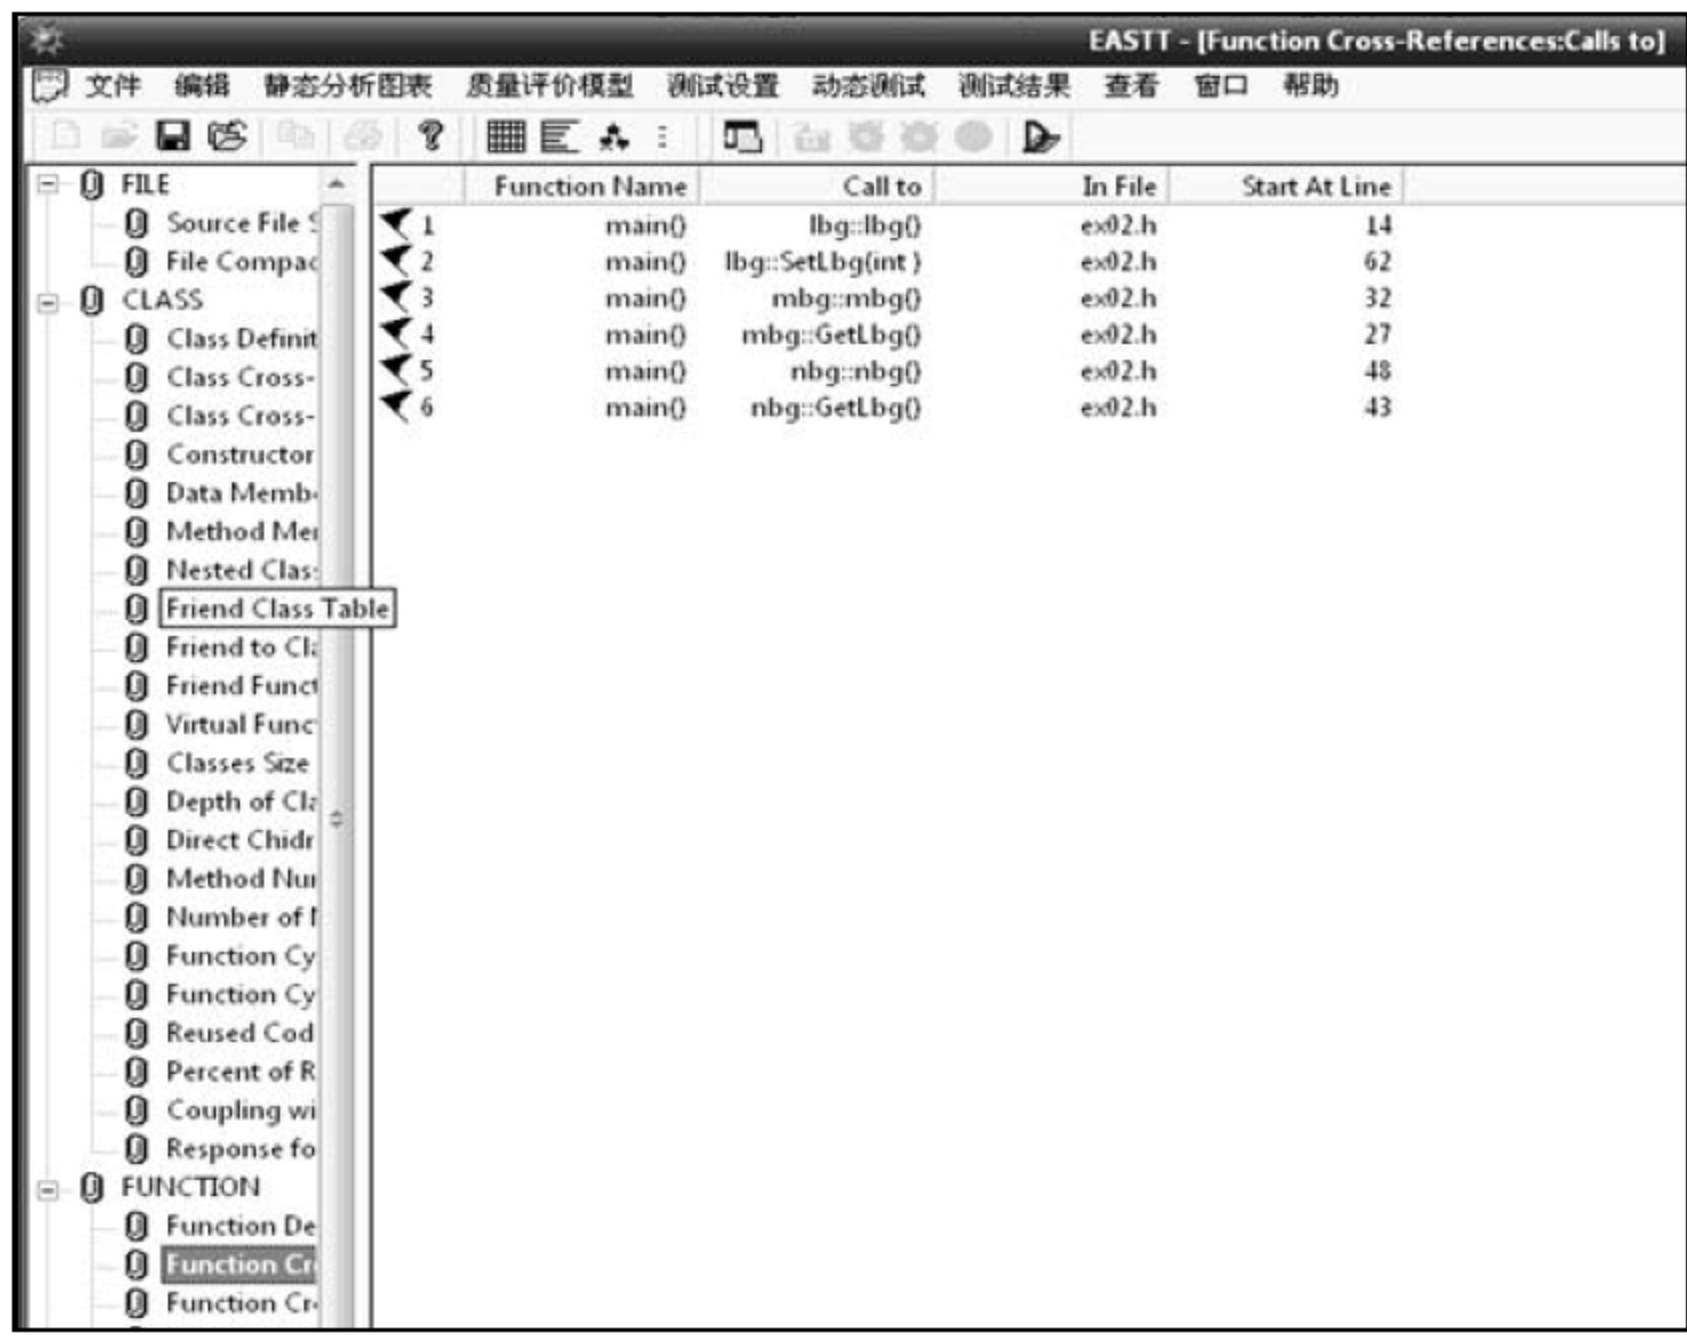 EASTT - [Function Cross-References:Calls to]
文件 编辑 静态分析图表 质量评价模型 测试设置 动态测试 测试结果 查看 窗口 帮助
FILE
Source File S
File Compac
CLASS
Class Definit
Class Cross-
Class Cross-
Constructor
Data Memb
Method Mer
Nested Clas
Friend Class Table
Friend to Cla
Friend Funct
Virtual Func
Classes Size
Depth of Cla
Direct Chidr
Method Nur
Number of
Function Cy
Function Cy
Reused Cod
Percent of R
Coupling wi
Response fo
FUNCTION
Function De
Function Cr
Function Cr
Function Name Call to In File Start At Line
1 main() lbg::lbg() ex02.h 14
2 main() lbg::SetLbg(int ) ex02.h 62
3 main() mbg::mbg() ex02.h 32
4 main() mbg::GetLbg() ex02.h 27
5 main() nbg::nbg() ex02.h 48
6 main() nbg::GetLbg() ex02.h 43